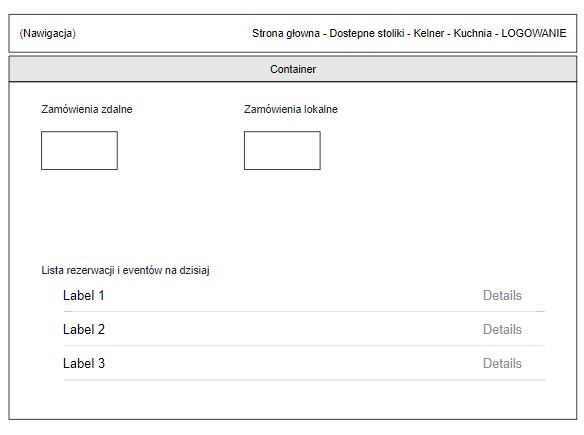 (Nawigacja) Strona głowna - Dostepne stoliki - Kelner - Kuchnia - LOGOWANIE
Container
Zamówienia zdalne Zamówienia lokalne
Lista rezerwacji i eventów na dzisiaj
Label 1 Details
Label 2 Details
Label 3 Details